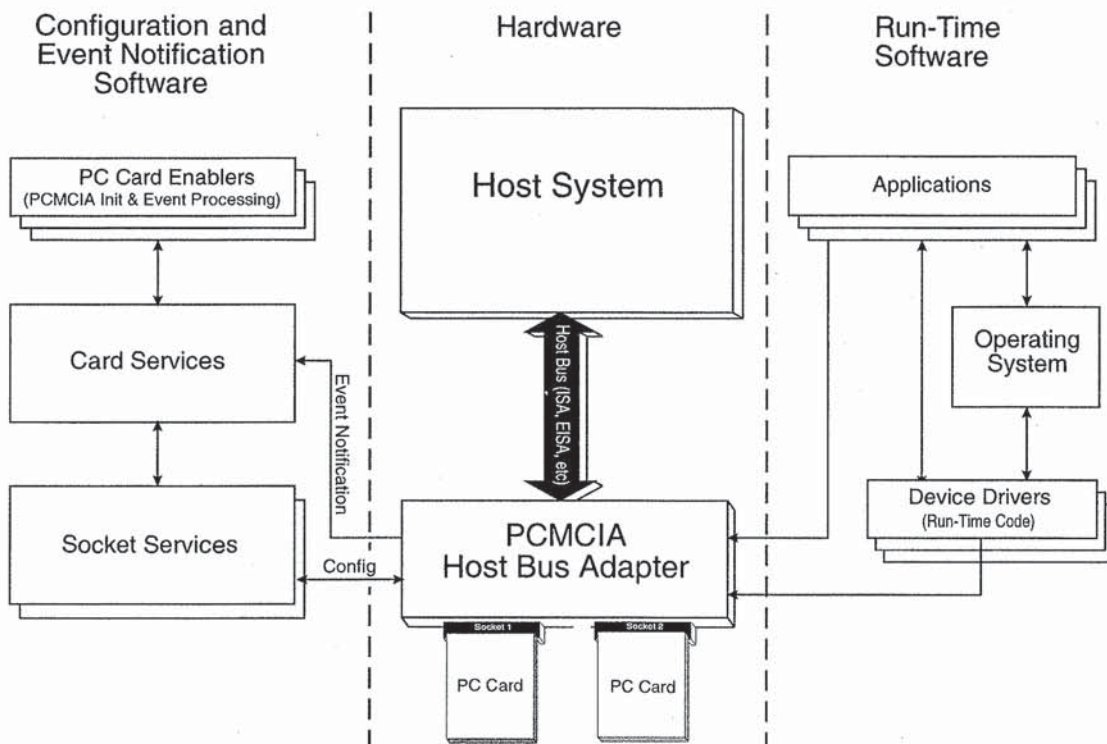 Configuration and
Event Notification
Software
Hardware
Run-Time
Software
PC Card Enablers
(PCMCIA Init & Event Processing)
Host System
Applications
Card Services
Event Notification
Host Bus (ISA, EISA, etc)
Operating
System
Socket Services
Config
PCMCIA
Host Bus Adapter
Device Drivers
(Run-Time Code)
Socket 1
Socket 2
PC Card
PC Card